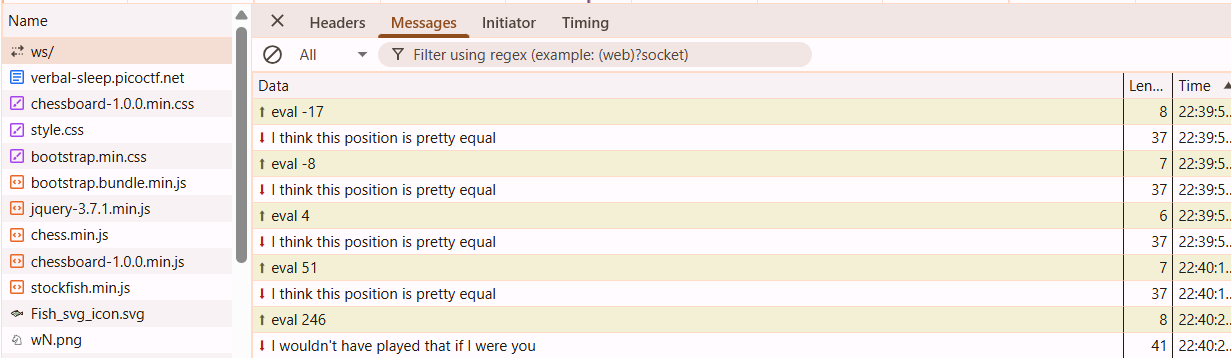 Name
ws/
verbal-sleep.picoctf.net
chessboard-1.0.0.min.css
style.css
bootstrap.min.css
bootstrap.bundle.min.js
jquery-3.7.1.min.js
chess.min.js
chessboard-1.0.0.min.js
stockfish.min.js
Fish_svg_icon.svg
wN.png
Headers Messages Initiator Timing
All Filter using regex (example: (web)?socket)
Data Len... Time
eval -17 8 22:39:5...
I think this position is pretty equal 37 22:39:5...
eval -8 7 22:39:5...
I think this position is pretty equal 37 22:39:5...
eval 4 6 22:39:5...
I think this position is pretty equal 37 22:39:5...
eval 51 7 22:40:1...
I think this position is pretty equal 37 22:40:1...
eval 246 8 22:40:2...
I wouldn't have played that if I were you 41 22:40:2...